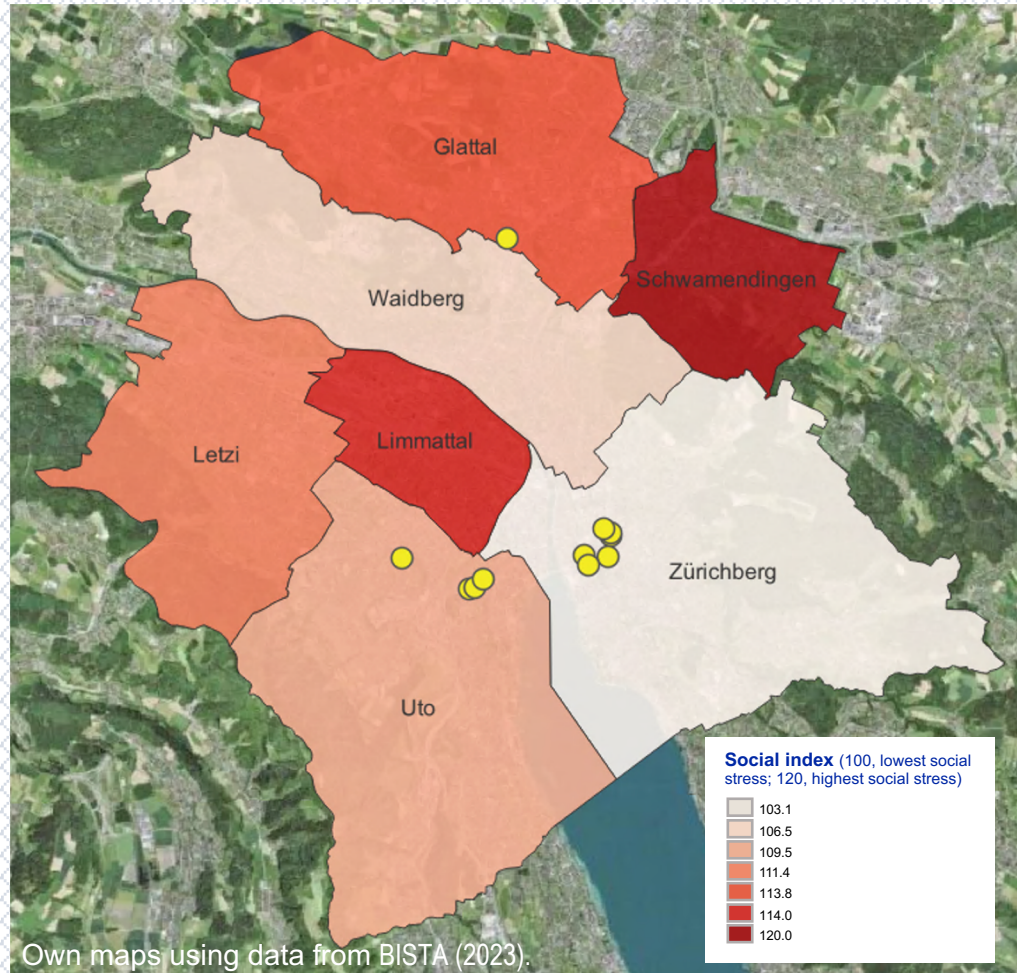 Glattal
Schwamendingen
Waidberg
Limmattal
Letzi
Zürichberg
Uto
Social index (100, lowest social
stress; 120, highest social stress)
103.1
106.5
109.5
111.4
113.8
114.0
120.0
Own maps using data from BISTA (2023).